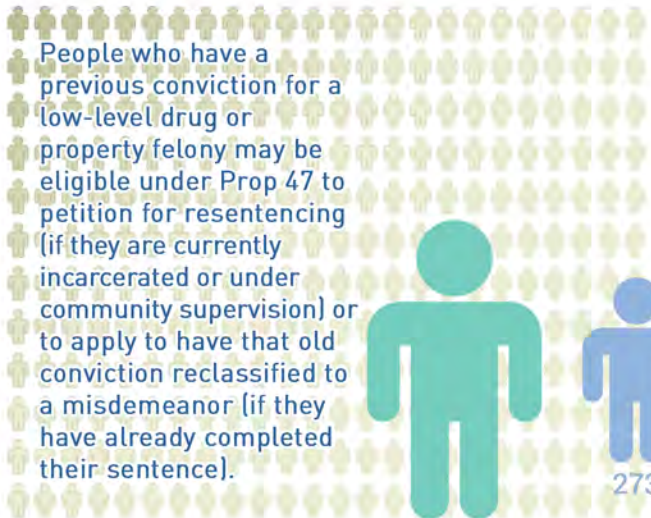 People who have a
previous conviction for a
low-level drug or
property felony may be
eligible under Prop 47 to
petition for resentencing
(if they are currently
incarcerated or under
community supervision) or
to apply to have that old
conviction reclassified to
a misdemeanor (if they
have already completed
their sentence).